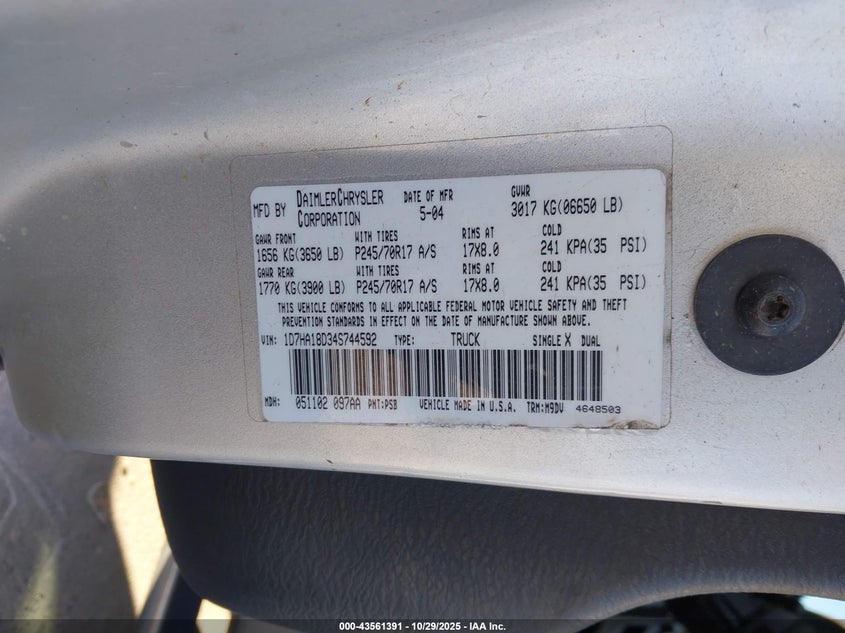 MFD BY DAIMLERCHRYSLER CORPORATION DATE OF MFR 5-04 GVWR 3017 KG(06650 LB)
GAWR FRONT WITH TIRES RIMS AT COLD
1656 KG(3650 LB) P245/70R17 A/S 17X8.0 241 KPA(35 PSI)
GAWR REAR WITH TIRES RIMS AT COLD
1770 KG(3900 LB) P245/70R17 A/S 17X8.0 241 KPA(35 PSI)
THIS VEHICLE CONFORMS TO ALL APPLICABLE FEDERAL MOTOR VEHICLE SAFETY AND THEFT
PREVENTION STANDARDS IN EFFECT ON THE DATE OF MANUFACTURE SHOWN ABOVE.
VIN: 1D7HA18D34S744592 TYPE: TRUCK SINGLE X DUAL
MDH: 051102 097AA PNT:PSB VEHICLE MADE IN U.S.A. TRM:M9DV 4648503
000-43561391 - 10/29/2025 - IAA Inc.